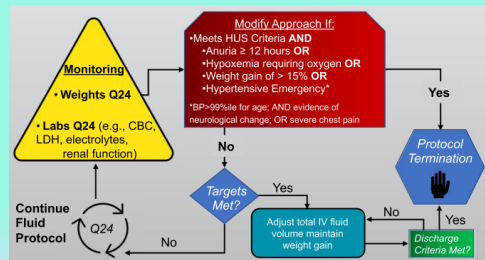 Monitoring
• Weights Q24
• Labs Q24 (e.g., CBC,
LDH, electrolytes,
renal function)
Modify Approach If:
•Meets HUS Criteria AND
•Anuria ≥ 12 hours OR
•Hypoxemia requiring oxygen OR
•Weight gain of > 15% OR
•Hypertensive Emergency*
*BP>99%ile for age; AND evidence of
neurological change; OR severe chest pain
Yes
No
Protocol
Termination
Targets
Met?
Yes
Adjust total IV fluid
volume maintain
weight gain
No
Yes
Discharge
Criteria Met?
Continue
Fluid
Protocol
Q24
No